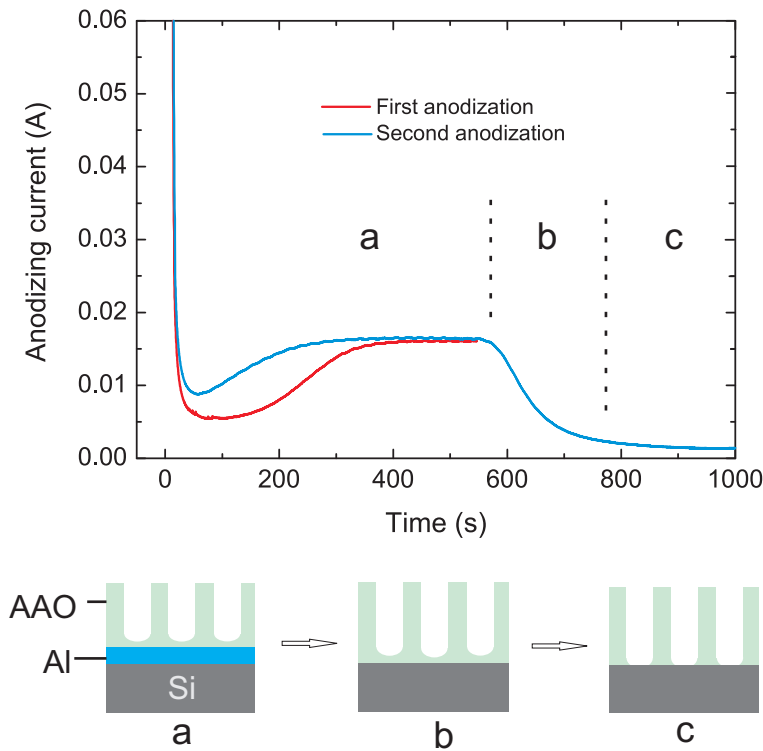 0.06
0.05
0.04
0.03
0.02
0.01
0.00
Anodizing current (A)
First anodization
Second anodization
a
b
c
0 200 400 600 800 1000
Time (s)
AAO
Al
Si
a
b
c